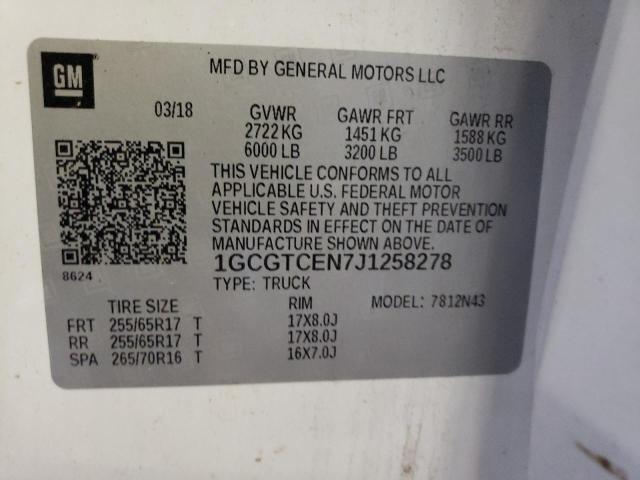 GM
MFD BY GENERAL MOTORS LLC
03/18 GVWR GAWR FRT GAWR RR
2722 KG 1451 KG 1588 KG
6000 LB 3200 LB 3500 LB
THIS VEHICLE CONFORMS TO ALL
APPLICABLE U.S. FEDERAL MOTOR
VEHICLE SAFETY AND THEFT PREVENTION
STANDARDS IN EFFECT ON THE DATE OF
MANUFACTURE SHOWN ABOVE.
8624 1GCGTCEN7J1258278
TYPE: TRUCK MODEL: 7812N43
TIRE SIZE RIM
FRT 255/65R17 T 17X8.0J
RR 255/65R17 T 17X8.0J
SPA 265/70R16 T 16X7.0J